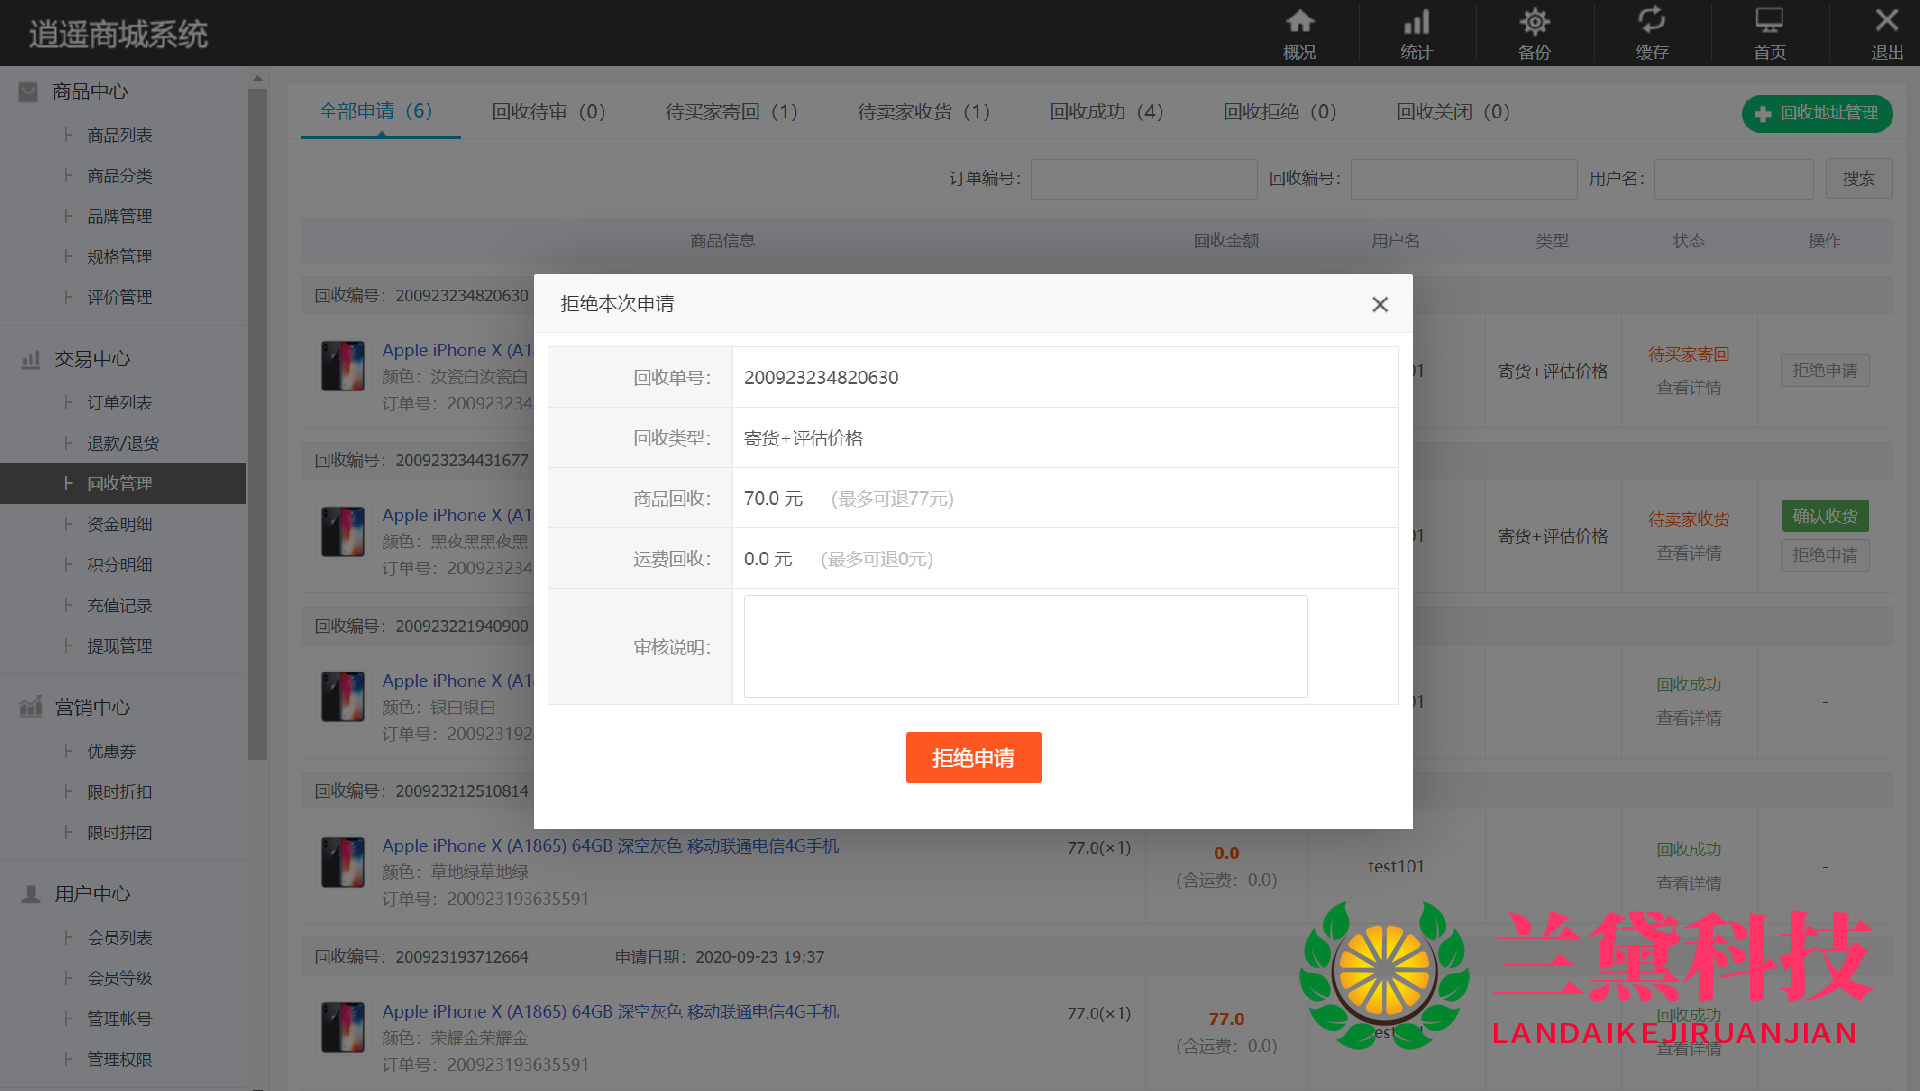 逍遥商城系统
概况
统计
备份
缓存
首页
退出
商品中心
商品列表
商品分类
品牌管理
规格管理
评价管理
交易中心
订单列表
退款/退货
回收管理
资金明细
积分明细
充值记录
提现管理
营销中心
优惠券
限时折扣
限时拼团
用户中心
会员列表
会员等级
管理帐号
管理权限
全部申请（6）
回收待审（0）
待买家寄回（1）
待卖家收货（1）
回收成功（4）
回收拒绝（0）
回收关闭（0）
回收地址管理
订单编号：
回收编号：
用户名：
搜索
商品信息 回收金额 用户名 类型 状态 操作
回收编号：200923234820630
Apple iPhone X (A1
颜色：汝瓷白汝瓷白
订单号：200923234
01
寄货+评估价格
待买家寄回
查看详情
拒绝申请
回收编号：200923234431677
Apple iPhone X (A1
颜色：黑夜黑黑夜黑
订单号：200923234
01
寄货+评估价格
待卖家收货
查看详情
确认收货
拒绝申请
回收编号：200923221940900
Apple iPhone X (A1
颜色：银白银白
订单号：200923192
01
回收成功
查看详情
-
回收编号：200923212510814
Apple iPhone X (A1865) 64GB 深空灰色 移动联通电信4G手机
颜色：草地绿草地绿
订单号：200923193635591
77.0(×1)
0.0
(含运费：0.0)
test101
回收成功
查看详情
-
回收编号：200923193712664 申请日期：2020-09-23 19:37
Apple iPhone X (A1865) 64GB 深空灰色 移动联通电信4G手机
颜色：荣耀金荣耀金
订单号：200923193635591
77.0(×1)
77.0
(含运费：0.0)
回收成功
查看详情
拒绝本次申请
回收单号： 200923234820630
回收类型： 寄货+评估价格
商品回收： 70.0 元 (最多可退77元)
运费回收： 0.0 元 (最多可退0元)
审核说明：
拒绝申请
兰黛科技
LANDAIKEJIRUANJIAN